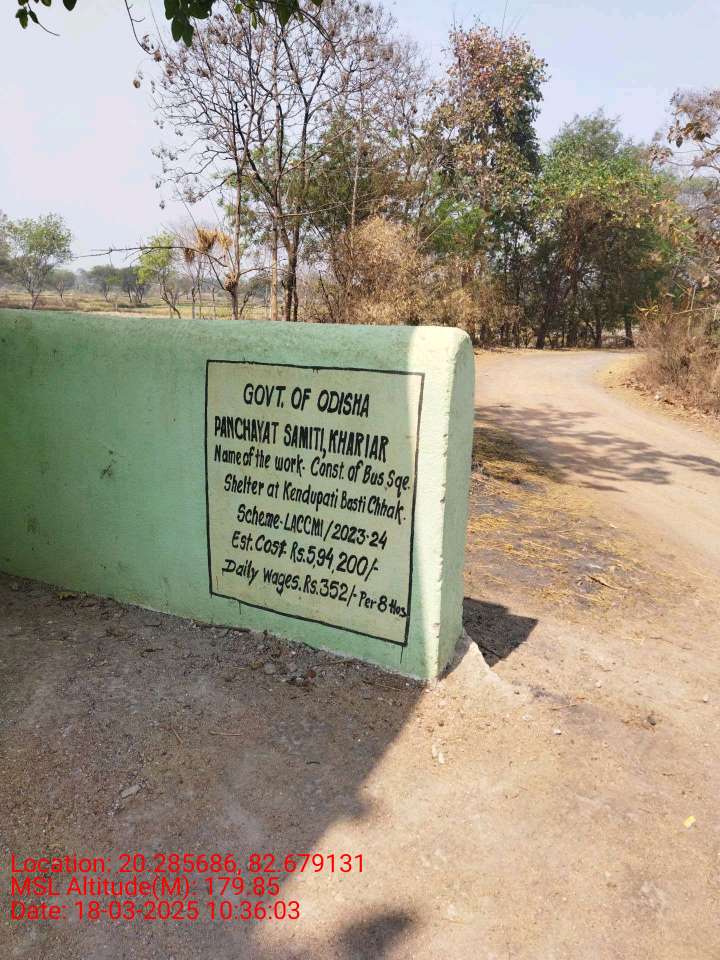 GOVT. OF ODISHA
PANCHAYAT SAMITI, KHARIAR
Name of the work- Const. of Bus Sqe.
Shelter at Kendupati Basti Chhak.
Scheme-LACCMI/2023-24
Est. Cost. Rs.5,94,200/-
Daily Wages. Rs.352/- Per 8 Hos
Location: 20.285686, 82.679131
MSL Altitude(M): 179.85
Date: 18-03-2025 10:36:03